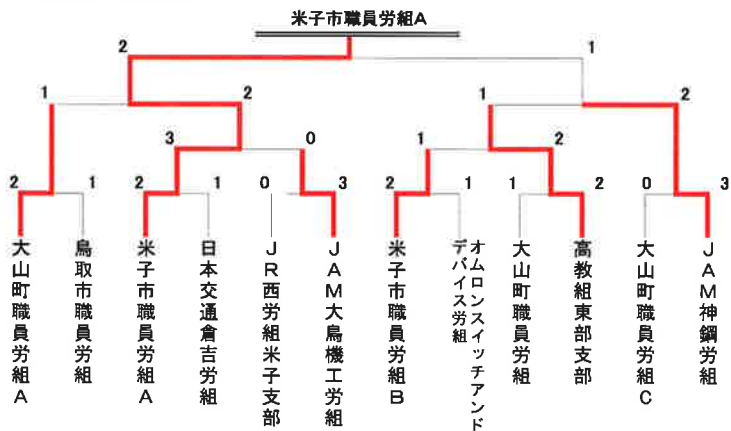 米子市職員労組A
2 1
1 2 1 2
3 0 1 2
2 1 2 1 0 3 2 1 1 2 0 3
大山町職員労組A
鳥取市職員労組
米子市職員労組A
日本交通倉吉労組
JR西労組米子支部
JAM大鳥機工労組
米子市職員労組B
オムロンスイッチアンド
デバイス労組
大山町職員労組
高教組東部支部
大山町職員労組C
JAM神鋼労組